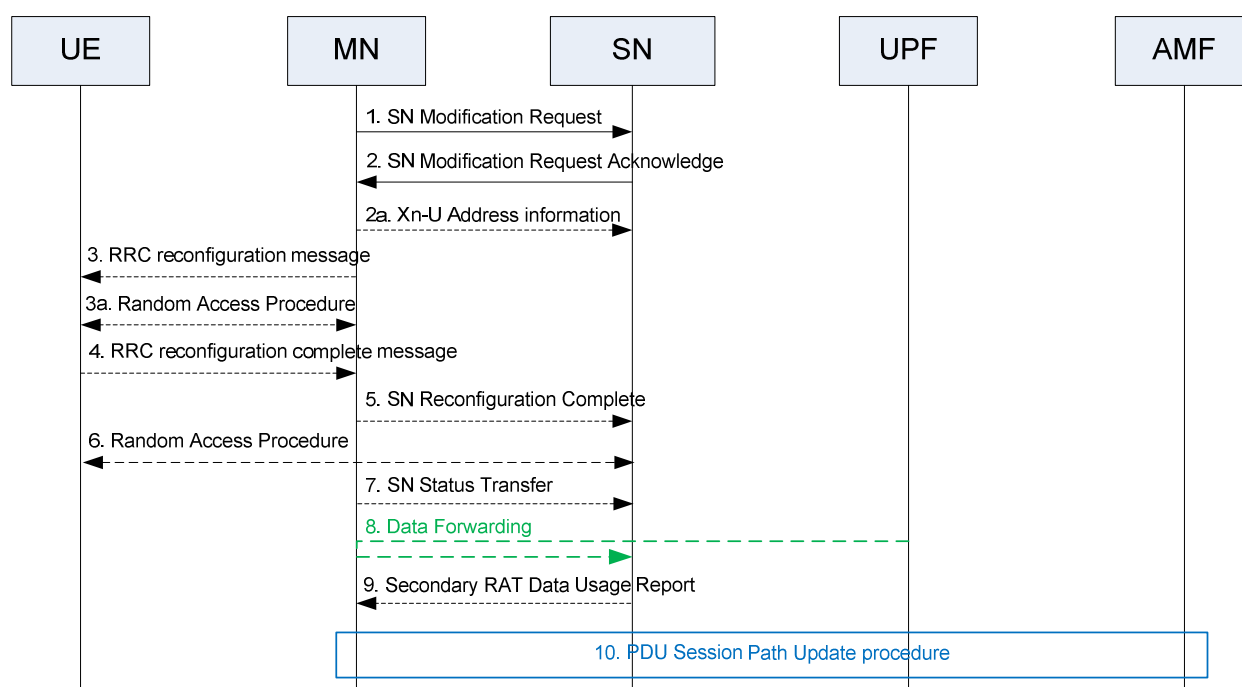 UE
MN
SN
UPF
AMF
1. SN Modification Request
2. SN Modification Request Acknowledge
2a. Xn-U Address information
3. RRC reconfiguration message
3a. Random Access Procedure
4. RRC reconfiguration complete message
5. SN Reconfiguration Complete
6. Random Access Procedure
7. SN Status Transfer
8. Data Forwarding
9. Secondary RAT Data Usage Report
10. PDU Session Path Update procedure